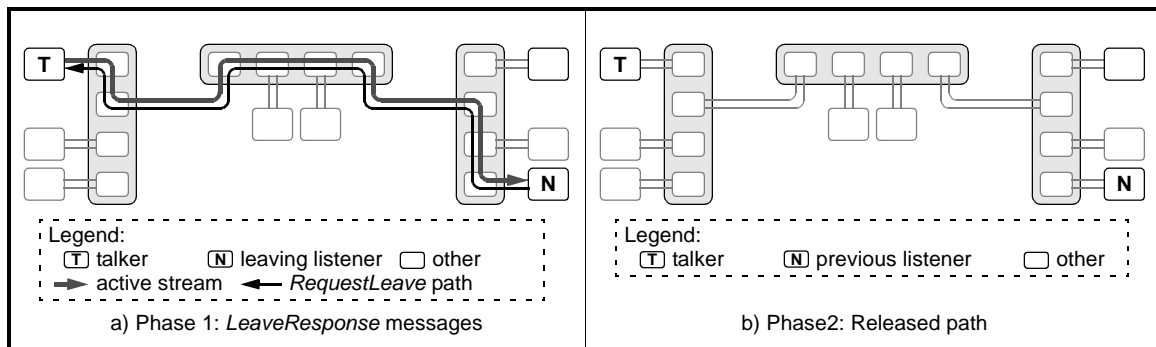 T
N
Legend:
T talker N leaving listener other
active stream RequestLeave path
a) Phase 1: LeaveResponse messages
T
N
Legend:
T talker N previous listener other
b) Phase2: Released path